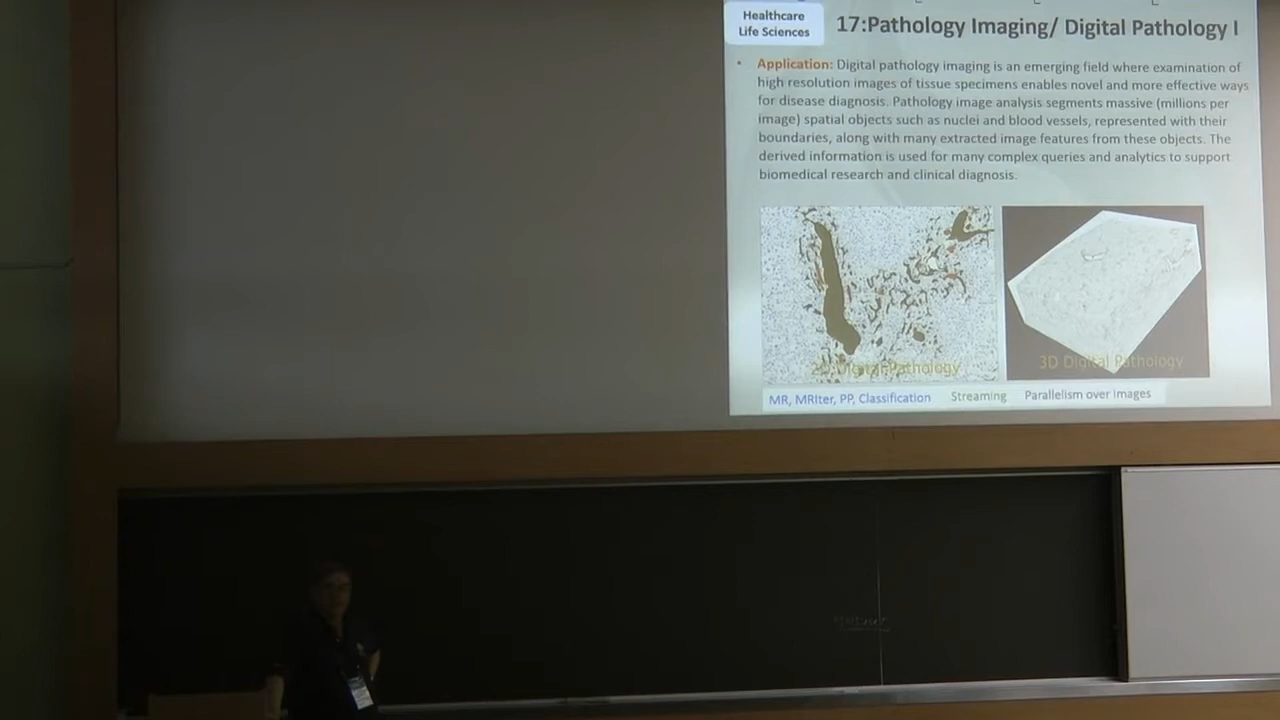 Healthcare
Life Sciences
17:Pathology Imaging/ Digital Pathology I
• Application: Digital pathology imaging is an emerging field where examination of
high resolution images of tissue specimens enables novel and more effective ways
for disease diagnosis. Pathology image analysis segments massive (millions per
image) spatial objects such as nuclei and blood vessels, represented with their
boundaries, along with many extracted image features from these objects. The
derived information is used for many complex queries and analytics to support
biomedical research and clinical diagnosis.
2D Digital Pathology
3D Digital Pathology
MR, MRIter, PP, Classification Streaming Parallelism over Images